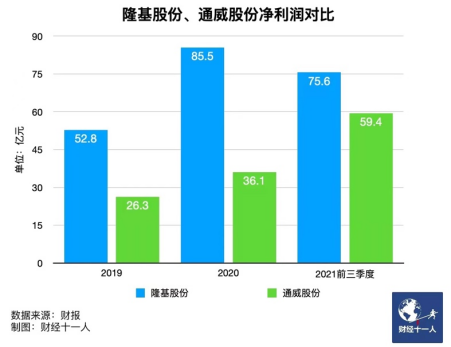 隆基股份、通威股份净利润对比
单位：亿元
90
75
60
45
30
15
0
52.8
26.3
85.5
36.1
75.6
59.4
2019
2020
2021前三季度
隆基股份
通威股份
数据来源：财报
制图：财经十一人
财经十一人